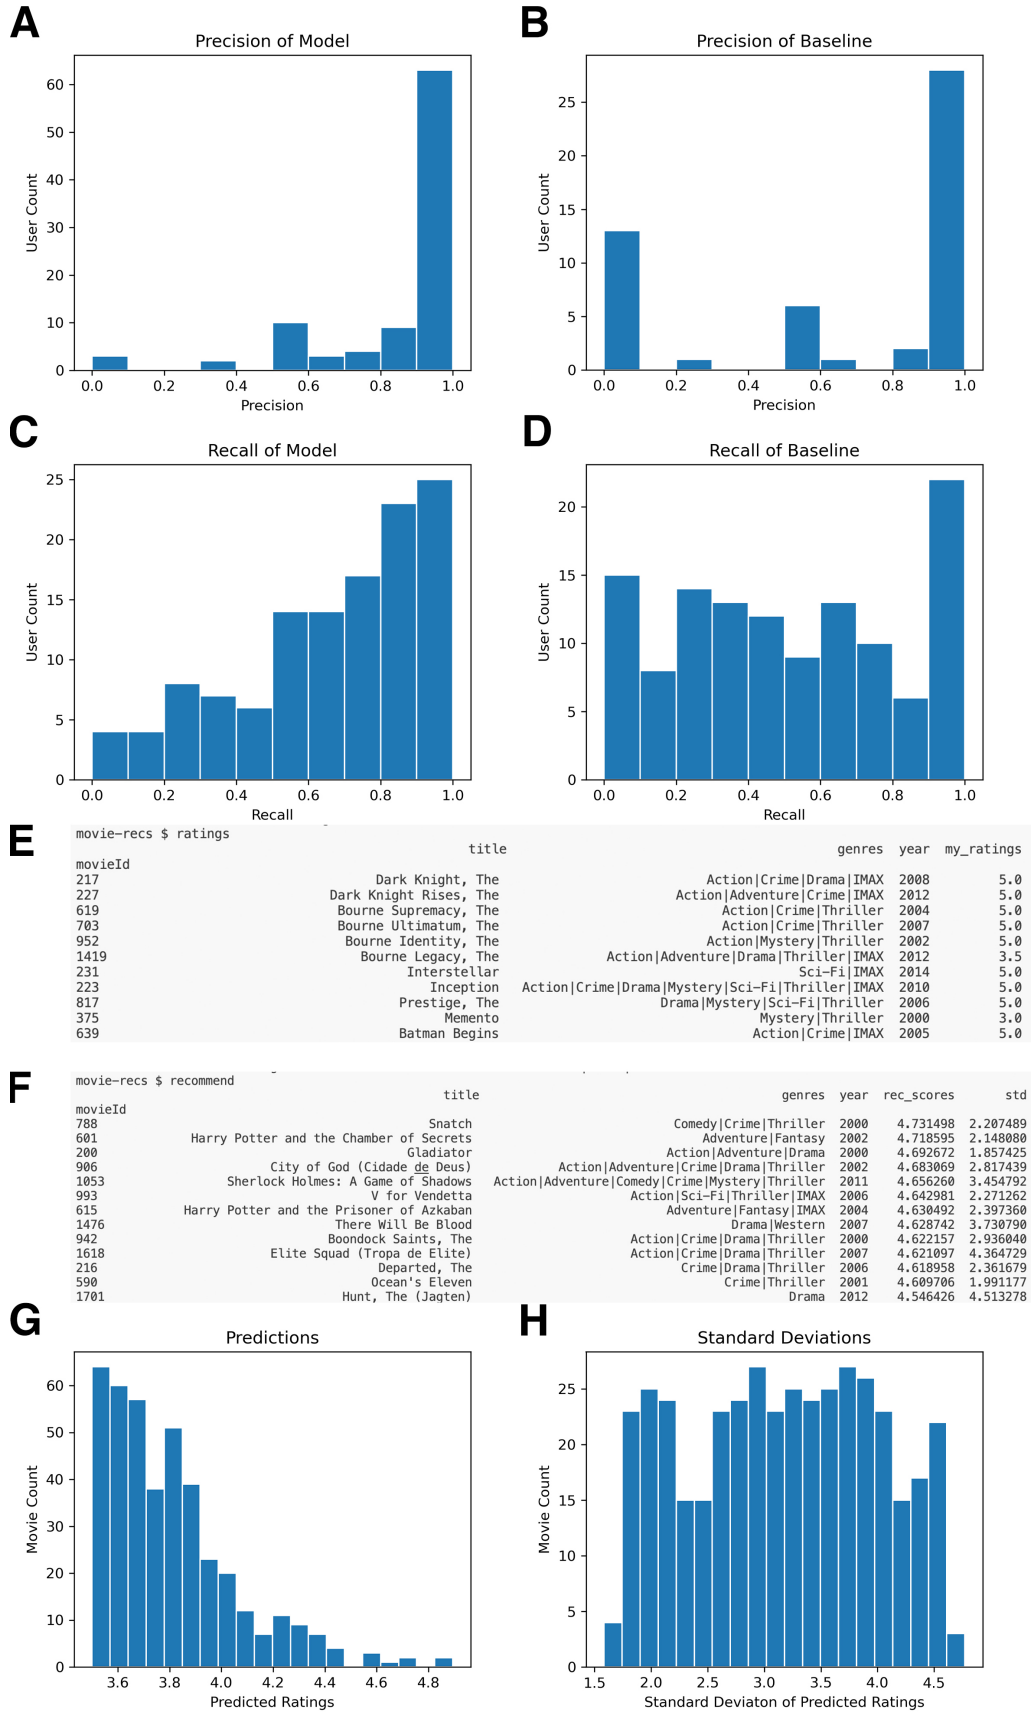 A
Precision of Model
60
50
40
30
20
10
0
User Count
0.0 0.2 0.4 0.6 0.8 1.0
Precision
B
Precision of Baseline
25
20
15
10
5
0
User Count
0.0 0.2 0.4 0.6 0.8 1.0
Precision
C
Recall of Model
25
20
15
10
5
0
User Count
0.0 0.2 0.4 0.6 0.8 1.0
Recall
D
Recall of Baseline
20
15
10
5
0
User Count
0.0 0.2 0.4 0.6 0.8 1.0
Recall
E
movie-recs $ ratings
title genres year my_ratings
movieId
217 Dark Knight, The Action|Crime|Drama|IMAX 2008 5.0
227 Dark Knight Rises, The Action|Adventure|Crime|IMAX 2012 5.0
619 Bourne Supremacy, The Action|Crime|Thriller 2004 5.0
703 Bourne Ultimatum, The Action|Crime|Thriller 2007 5.0
952 Bourne Identity, The Action|Mystery|Thriller 2002 5.0
1419 Bourne Legacy, The Action|Adventure|Drama|Thriller|IMAX 2012 3.5
231 Interstellar Sci-Fi|IMAX 2014 5.0
223 Inception Action|Crime|Drama|Mystery|Sci-Fi|Thriller|IMAX 2010 5.0
817 Prestige, The Drama|Mystery|Sci-Fi|Thriller 2006 5.0
375 Memento Mystery|Thriller 2000 3.0
639 Batman Begins Action|Crime|IMAX 2005 5.0
F
movie-recs $ recommend
title genres year rec_scores std
movieId
788 Snatch Comedy|Crime|Thriller 2000 4.731498 2.207489
601 Harry Potter and the Chamber of Secrets Adventure|Fantasy 2002 4.718595 2.148080
200 Gladiator Action|Adventure|Drama 2000 4.692672 1.857425
906 City of God (Cidade de Deus) Action|Adventure|Crime|Drama|Thriller 2002 4.683069 2.817439
1053 Sherlock Holmes: A Game of Shadows Action|Adventure|Comedy|Crime|Mystery|Thriller 2011 4.656260 3.454792
993 V for Vendetta Action|Sci-Fi|Thriller|IMAX 2006 4.642981 2.271262
615 Harry Potter and the Prisoner of Azkaban Adventure|Fantasy|IMAX 2004 4.630492 2.397360
1476 There Will Be Blood Drama|Western 2007 4.628742 3.730790
942 Boondock Saints, The Action|Crime|Drama|Thriller 2000 4.622157 2.936040
1618 Elite Squad (Tropa de Elite) Action|Crime|Drama|Thriller 2007 4.621097 4.364729
216 Departed, The Crime|Drama|Thriller 2006 4.618958 2.361679
590 Ocean's Eleven Crime|Thriller 2001 4.609706 1.991177
1701 Hunt, The (Jagten) Drama 2012 4.546426 4.513278
G
Predictions
60
50
40
30
20
10
0
Movie Count
3.6 3.8 4.0 4.2 4.4 4.6 4.8
Predicted Ratings
H
Standard Deviations
25
20
15
10
5
0
Movie Count
1.5 2.0 2.5 3.0 3.5 4.0 4.5
Standard Deviaton of Predicted Ratings